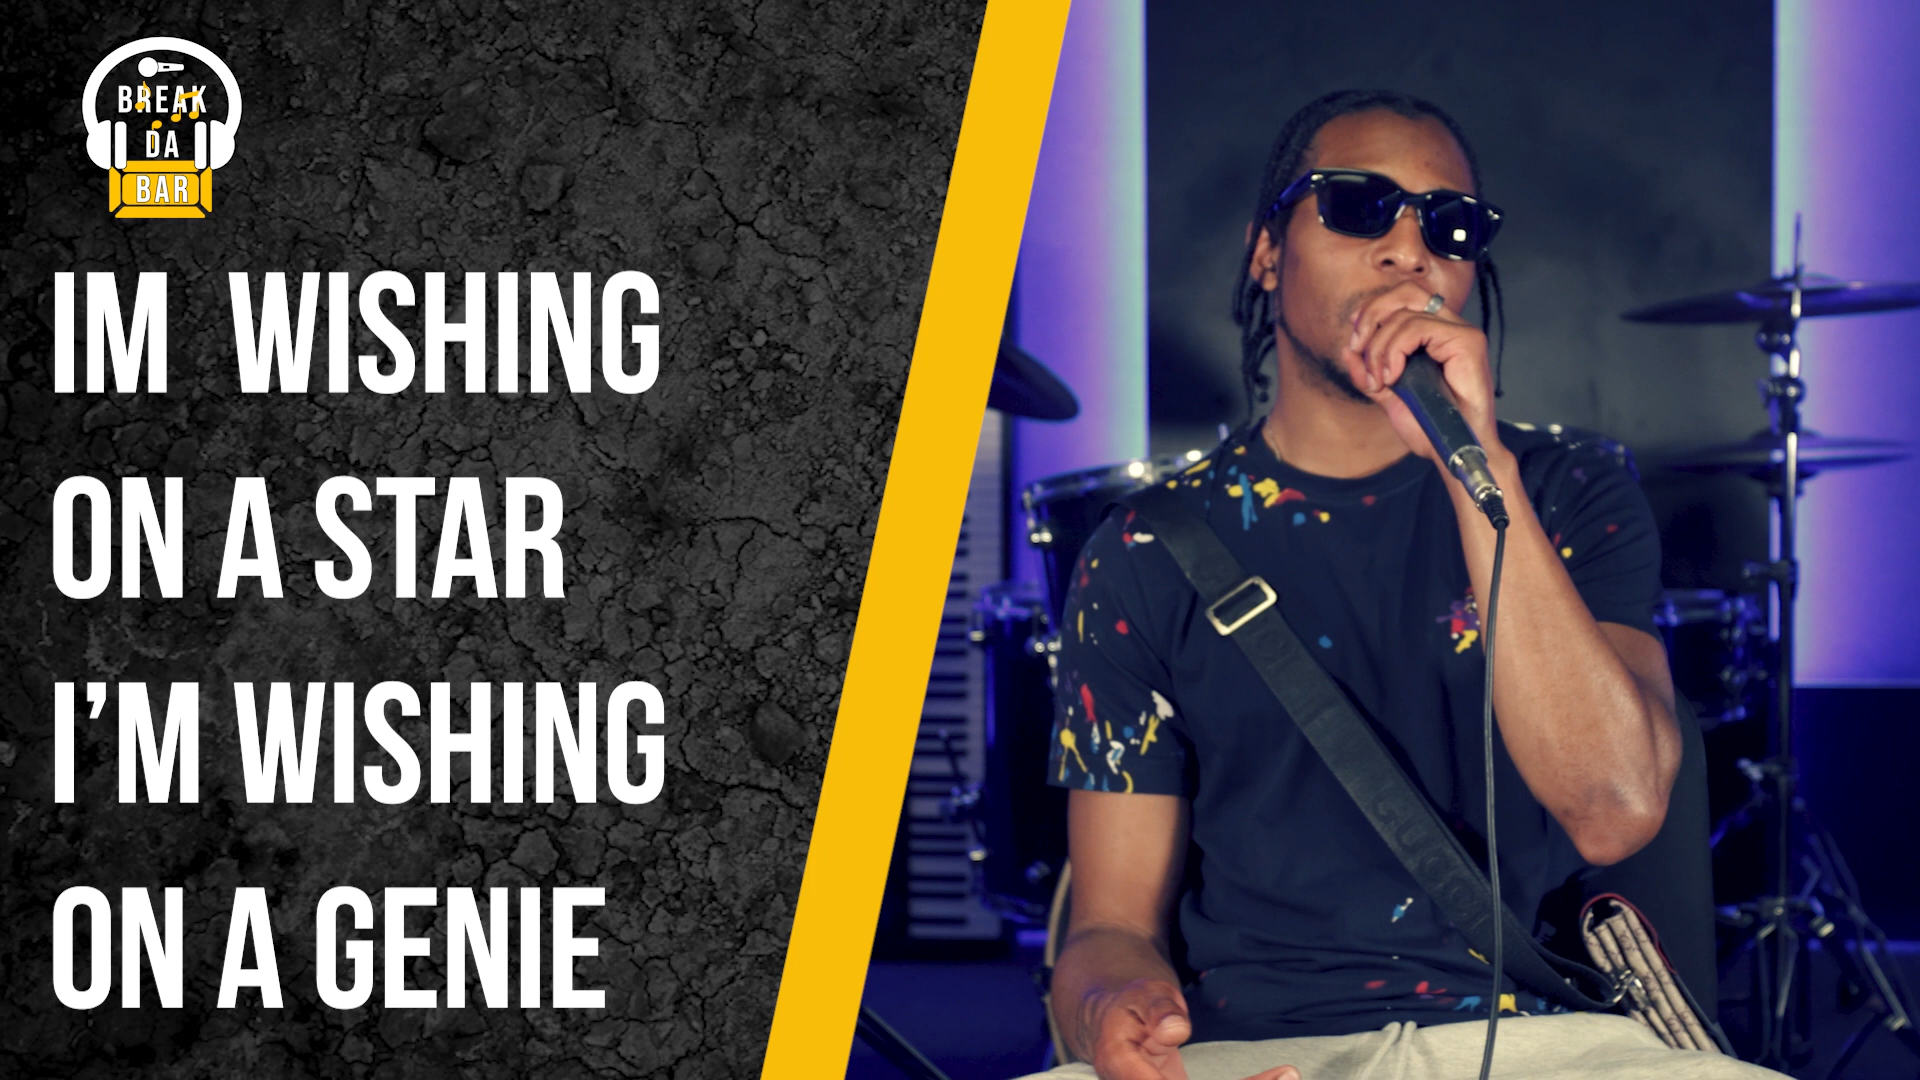 BREAK
DA
BAR
IM WISHING
ON A STAR
I'M WISHING
ON A GENIE